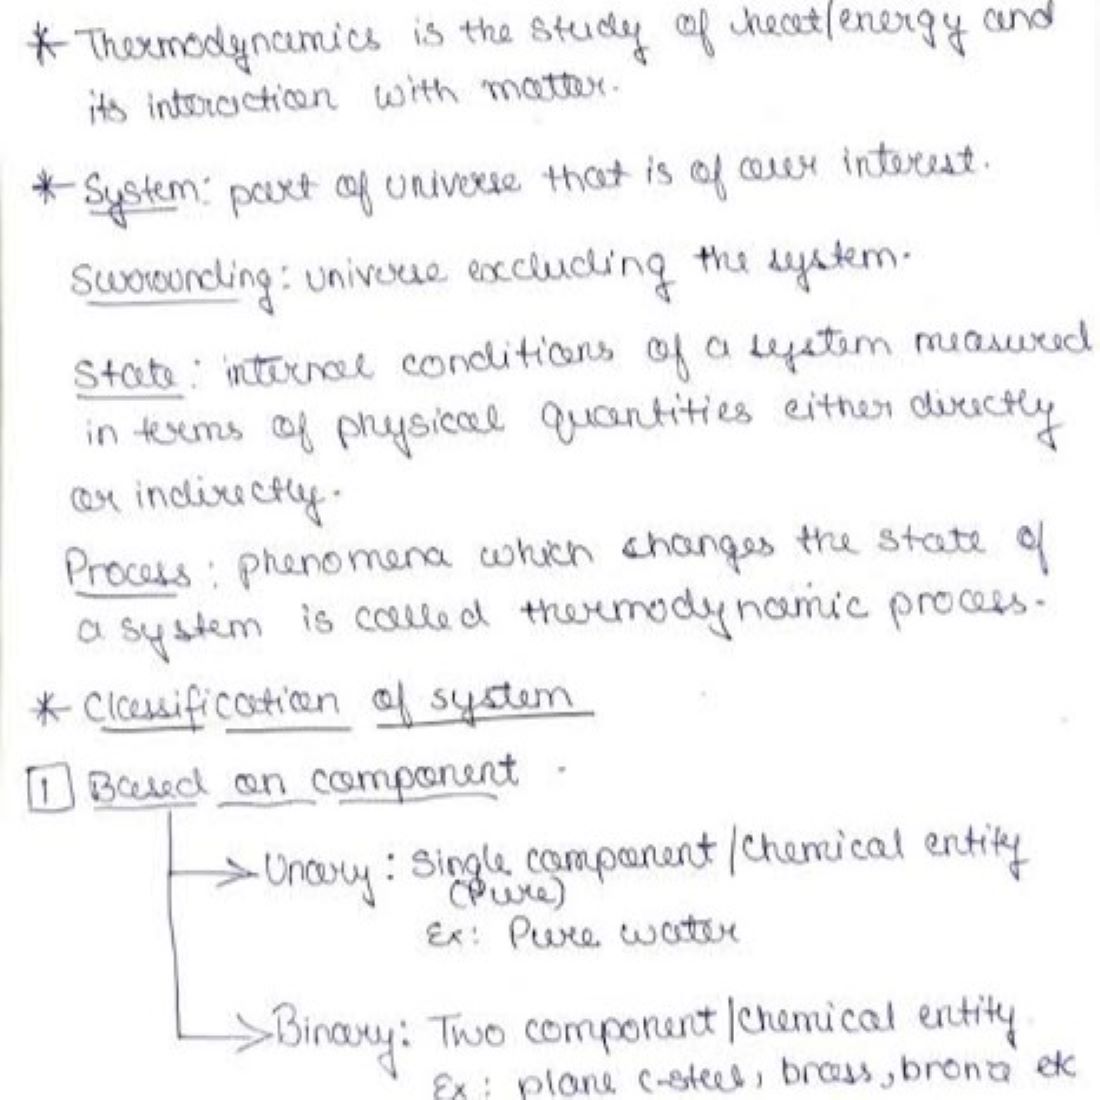 * Thermodynamics is the study of heat/energy and
its interaction with matter.
* System: part of universe that is of our interest.
Surrounding: universe excluding the system.
State: internal conditions of a system measured
in terms of physical quantities either directly
or indirectly.
Process: phenomena which changes the state of
a system is called thermodynamic process.
* Classification of system
1 Based on component
Unary: Single component/chemical entity
(Pure)
Ex: Pure water
Binary: Two component/chemical entity
Ex: plane C-steel, brass, bronz etc